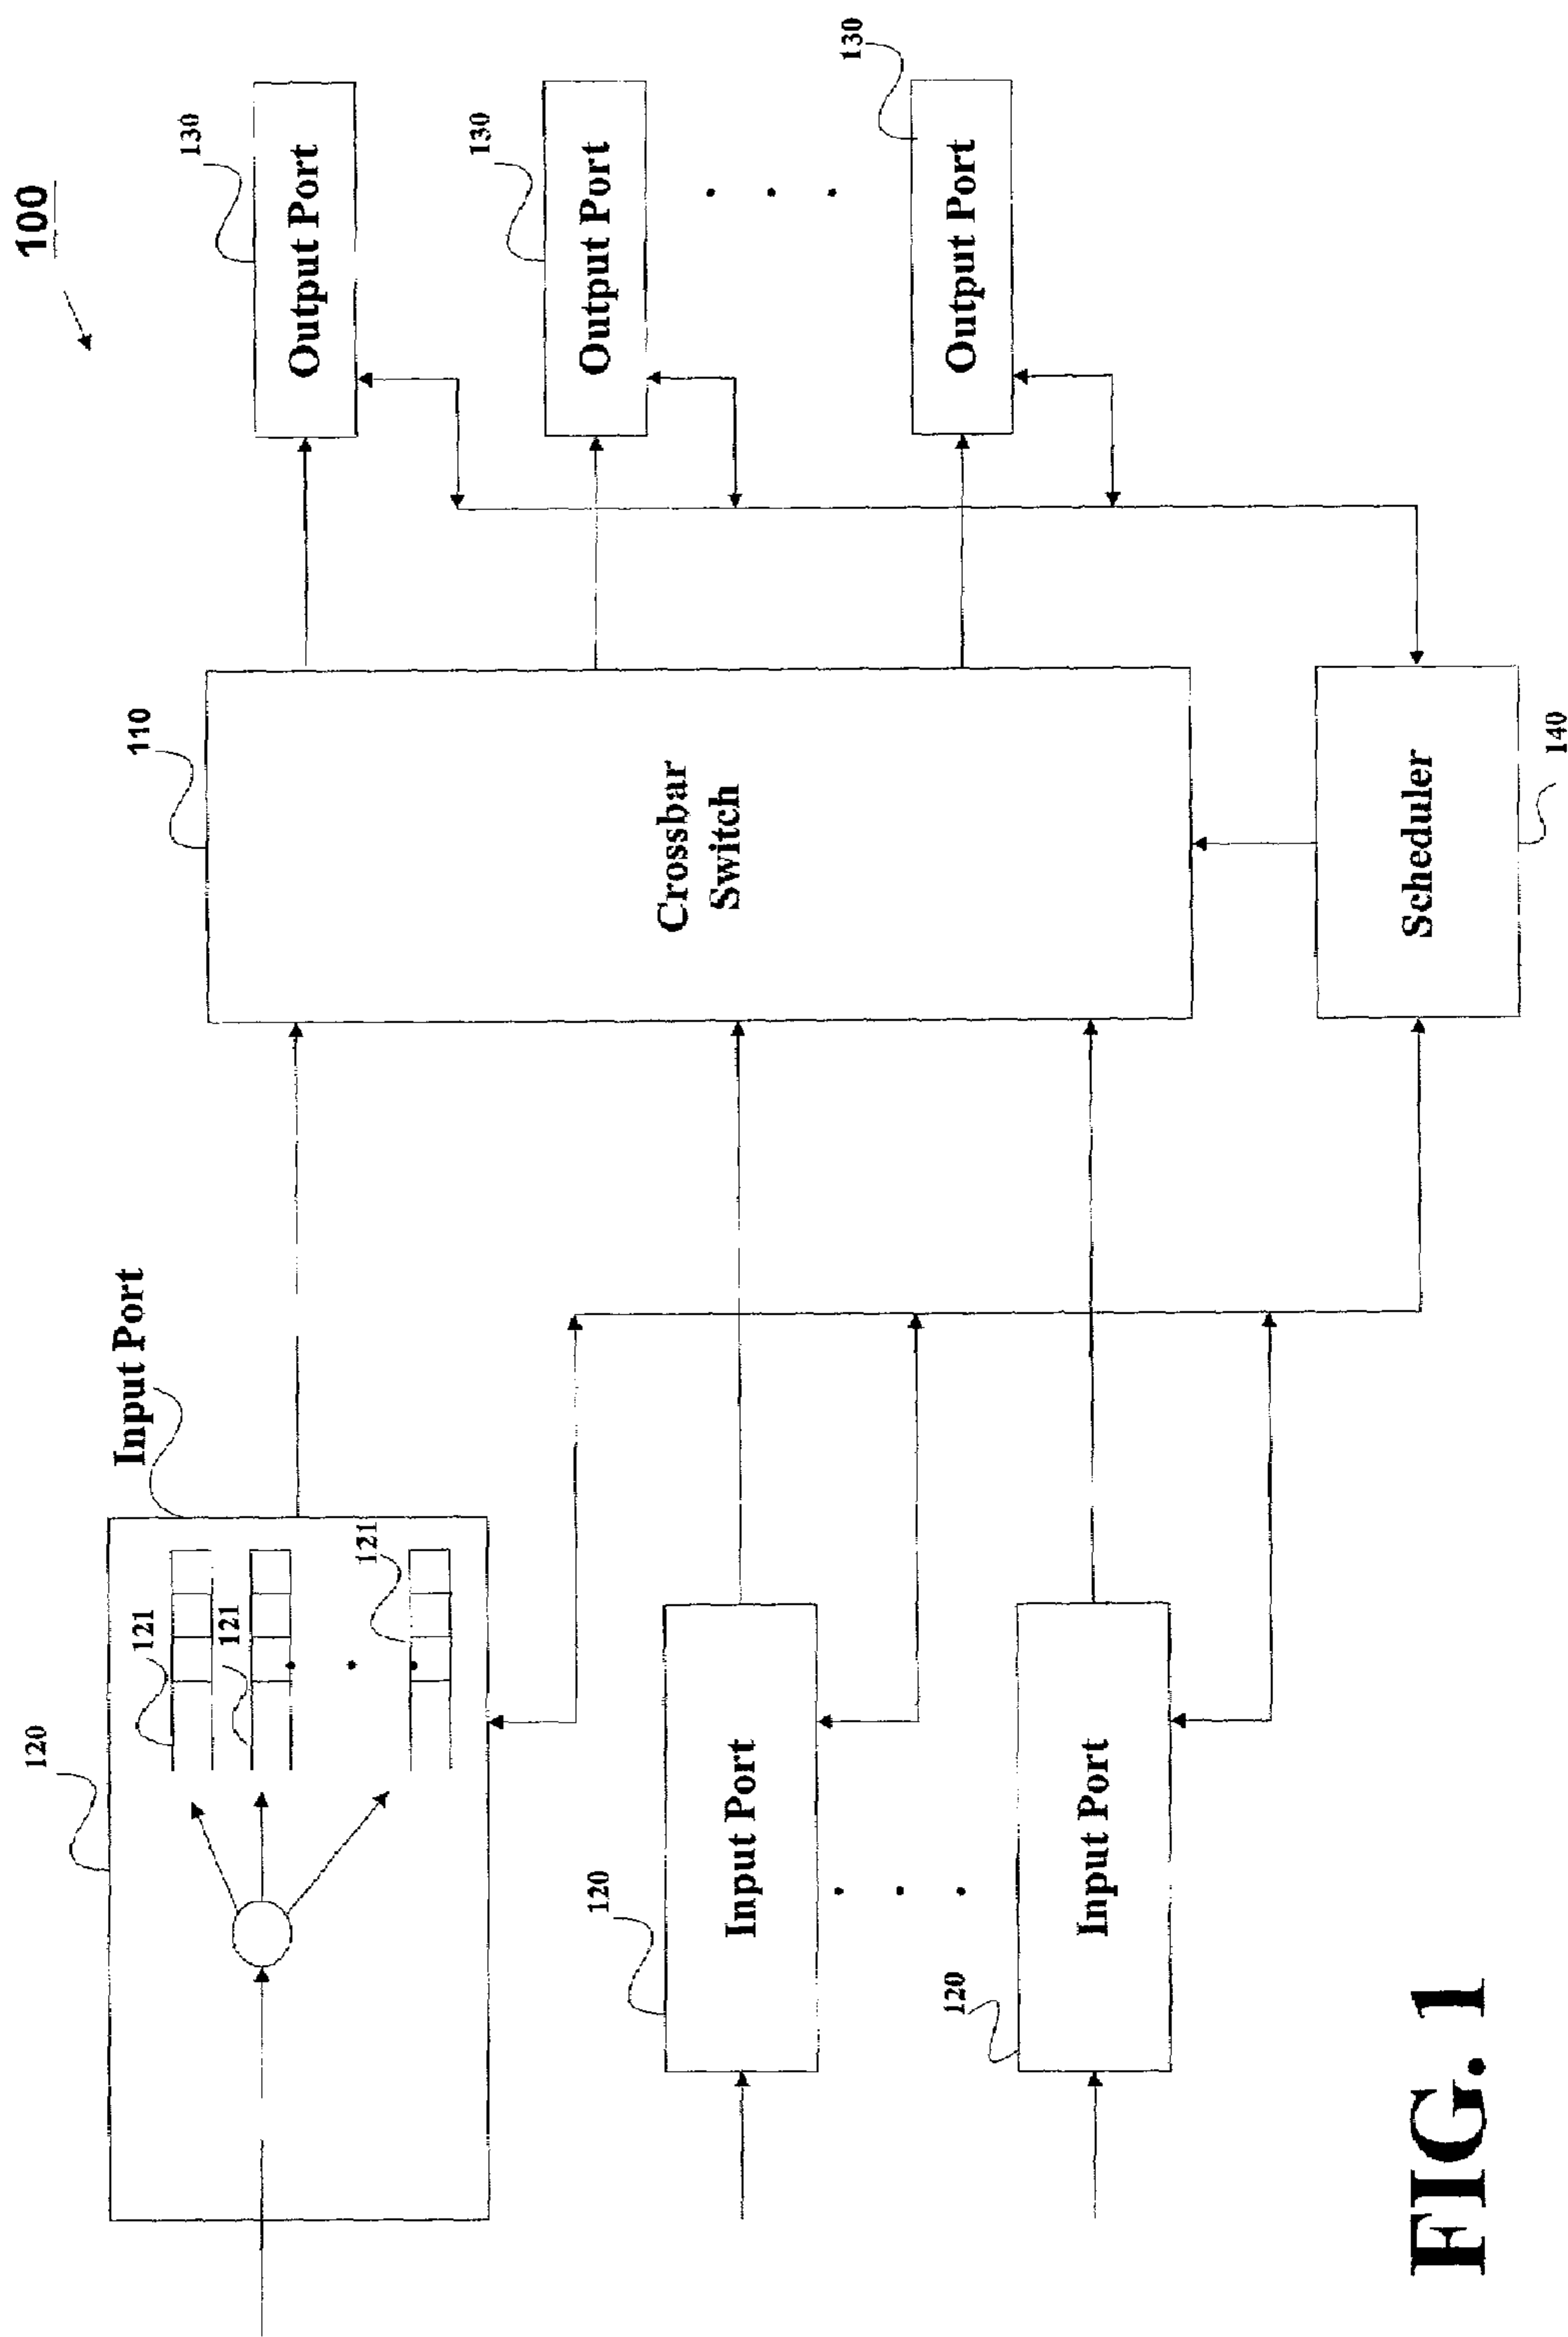 100
120
121
121
121
Input Port
110
Crossbar
Switch
130
Output Port
130
Output Port
130
Output Port
120
Input Port
120
Input Port
Scheduler
140
FIG. 1